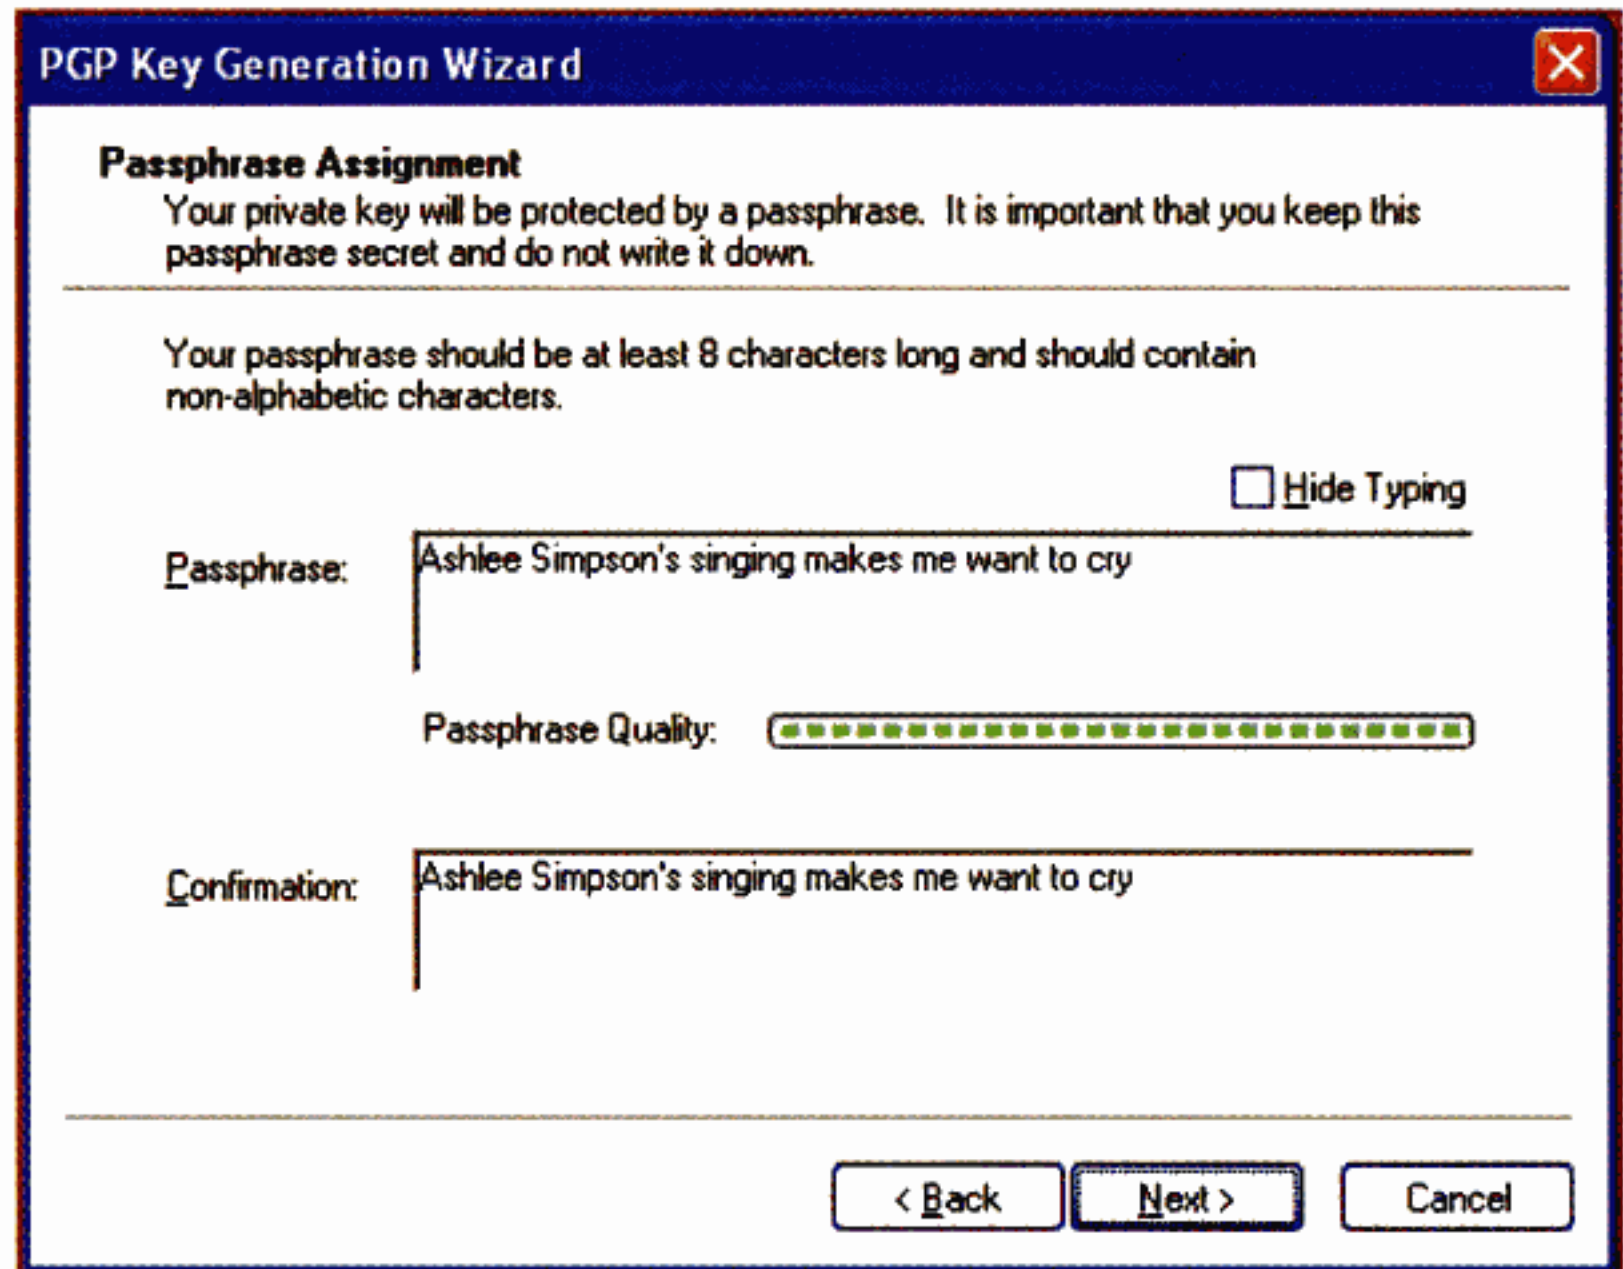 PGP Key Generation Wizard
Passphrase Assignment
Your private key will be protected by a passphrase.  It is important that you keep this
passphrase secret and do not write it down.
Your passphrase should be at least 8 characters long and should contain
non-alphabetic characters.
Hide Typing
Passphrase:
Ashlee Simpson's singing makes me want to cry
Passphrase Quality:
Confirmation:
Ashlee Simpson's singing makes me want to cry
< Back
Next >
Cancel